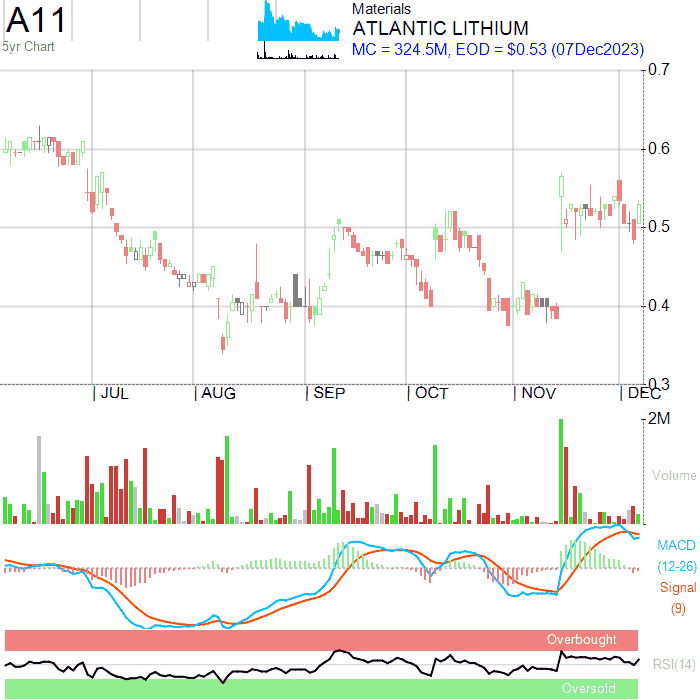 A11
5yr Chart
Materials
ATLANTIC LITHIUM
MC = 324.5M, EOD = $0.53 (07Dec2023)
0.7
0.6
0.5
0.4
0.3
JUL AUG SEP OCT NOV DEC
2M
Volume
MACD
(12-26)
Signal
(9)
Overbought
RSI(14)
Oversold